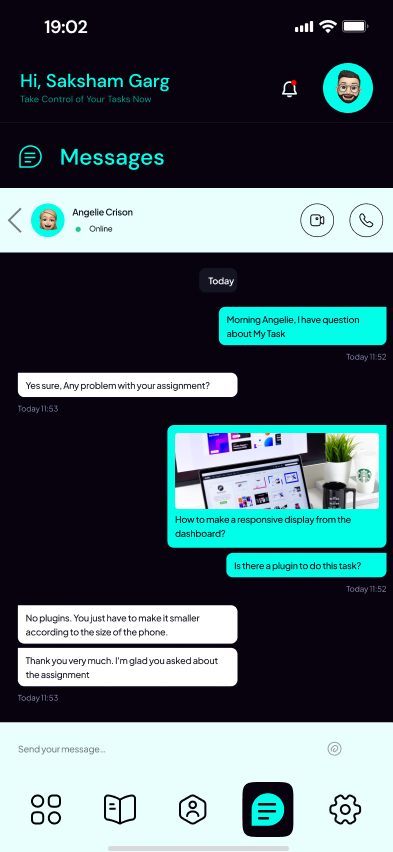 19:02
Hi, Saksham Garg
Take Control of Your Tasks Now
Messages
Angelie Crison
Online
Today
Morning Angelie, I have question
about My Task
Today 11:52
Yes sure, Any problem with your assignment?
Today 11:53
How to make a responsive display from the
dashboard?
Is there a plugin to do this task?
Today 11:52
No plugins. You just have to make it smaller
according to the size of the phone.
Thank you very much. I'm glad you asked about
the assignment
Today 11:53
Send your message...